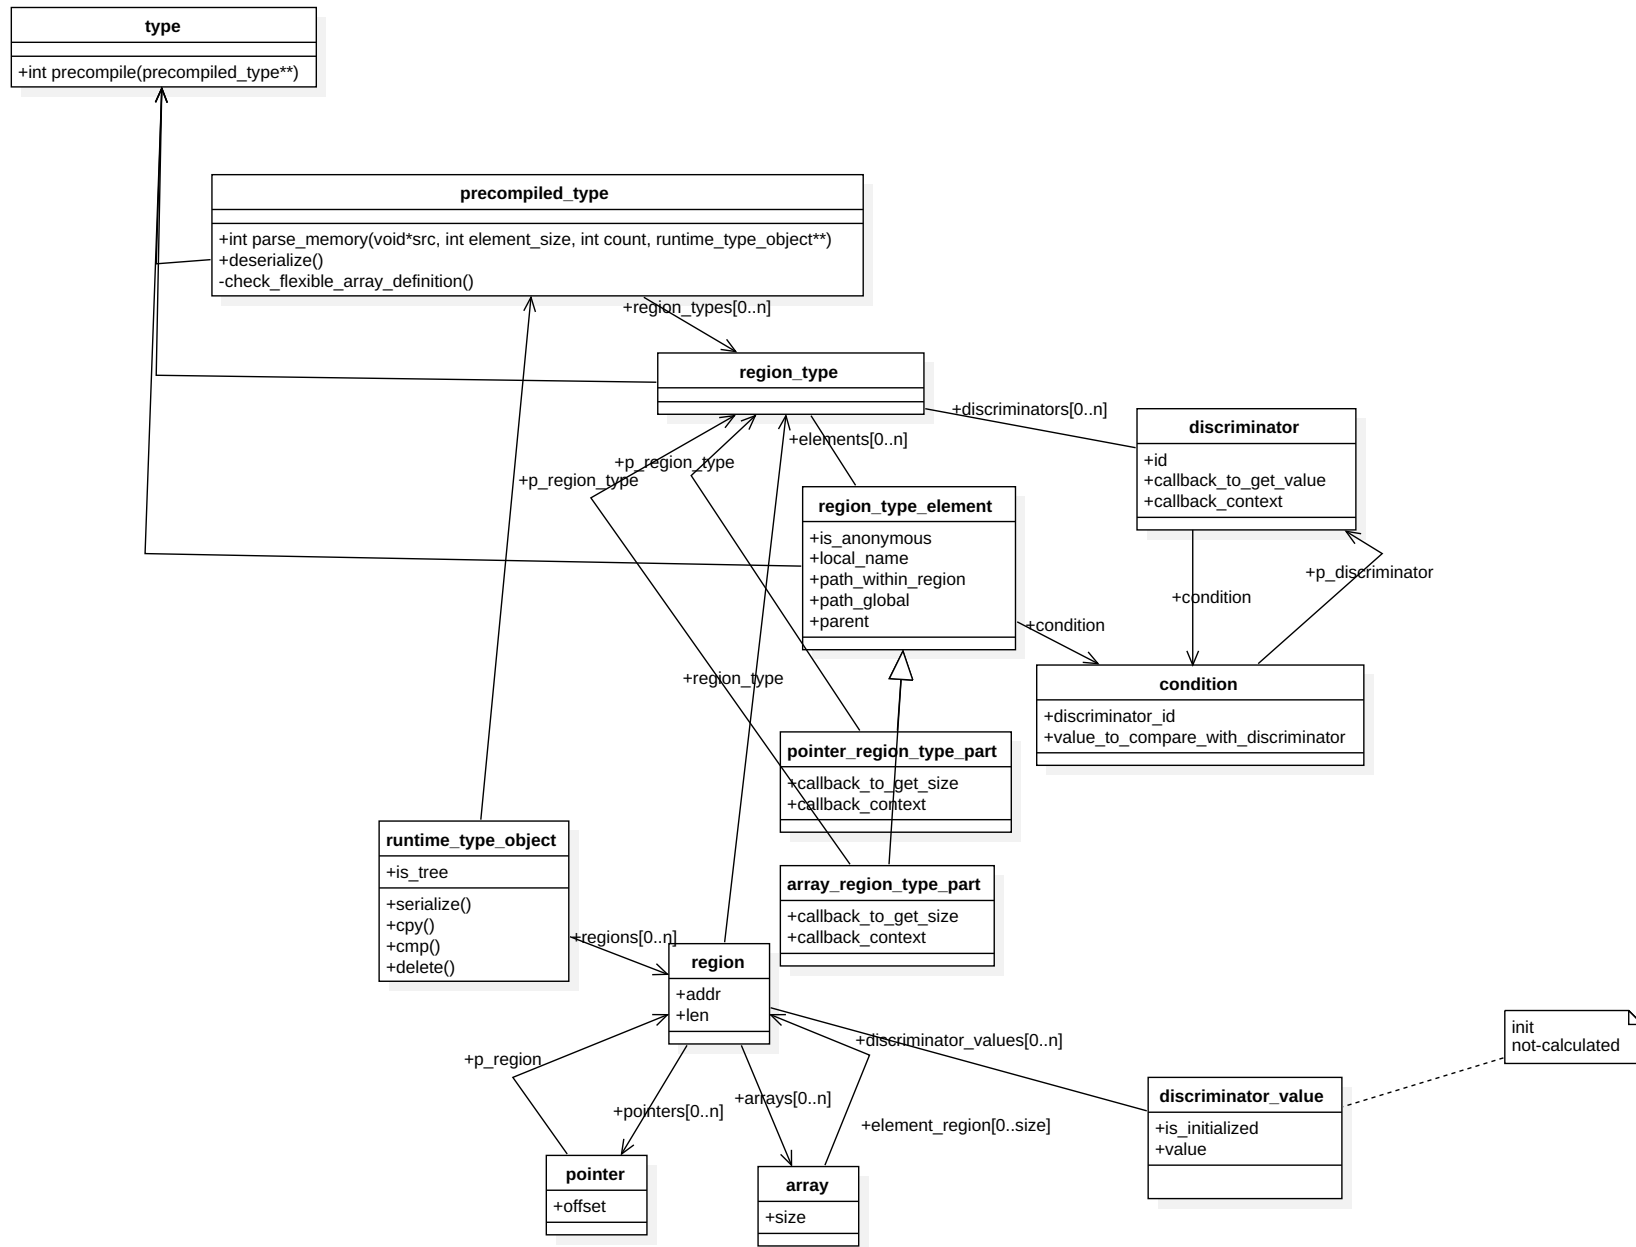 type
+int precompile(precompiled_type**)
precompiled_type
+int parse_memory(void*src, int element_size, int count, runtime_type_object**)
+deserialize()
-check_flexible_array_definition()
+region_types[0..n]
region_type
+discriminators[0..n]
discriminator
+id
+callback_to_get_value
+callback_context
+elements[0..n]
+p_region_type
+p_region_type
region_type_element
+is_anonymous
+local_name
+path_within_region
+path_global
+parent
+p_discriminator
+condition
+condition
condition
+discriminator_id
+value_to_compare_with_discriminator
+region_type
pointer_region_type_part
+callback_to_get_size
+callback_context
runtime_type_object
+is_tree
+serialize()
+cpy()
+cmp()
+delete()
array_region_type_part
+callback_to_get_size
+callback_context
+regions[0..n]
region
+addr
+len
+discriminator_values[0..n]
init
not-calculated
+p_region
+pointers[0..n]
+arrays[0..n]
+element_region[0..size]
discriminator_value
+is_initialized
+value
pointer
+offset
array
+size